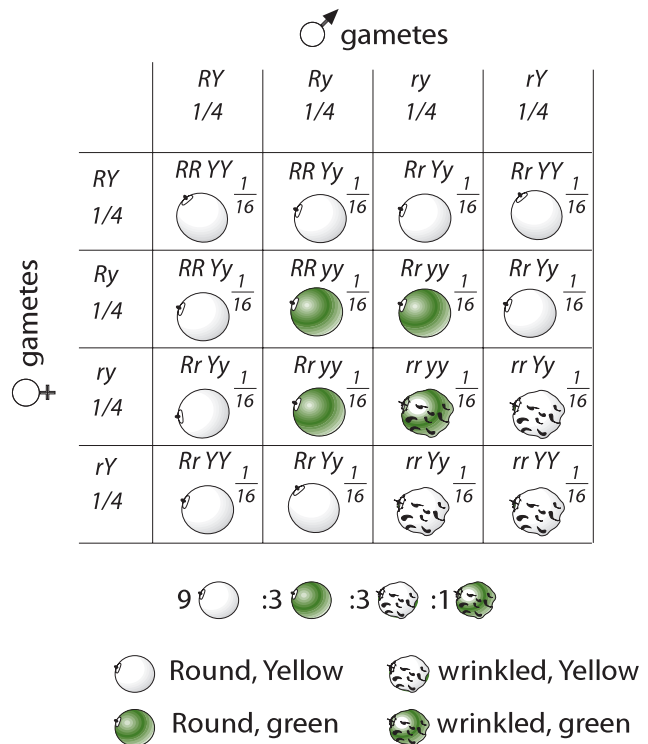 gametes
RY Ry ry rY
1/4 1/4 1/4 1/4
RY
1/4
RR YY 1/16 RR Yy 1/16 Rr Yy 1/16 Rr YY 1/16
gametes
Ry
1/4
RR Yy 1/16 RR yy 1/16 Rr yy 1/16 Rr Yy 1/16
ry
1/4
Rr Yy 1/16 Rr yy 1/16 rr yy 1/16 rr Yy 1/16
rY
1/4
Rr YY 1/16 Rr Yy 1/16 rr Yy 1/16 rr YY 1/16
9 :3 :3 :1
Round, Yellow wrinkled, Yellow
Round, green wrinkled, green